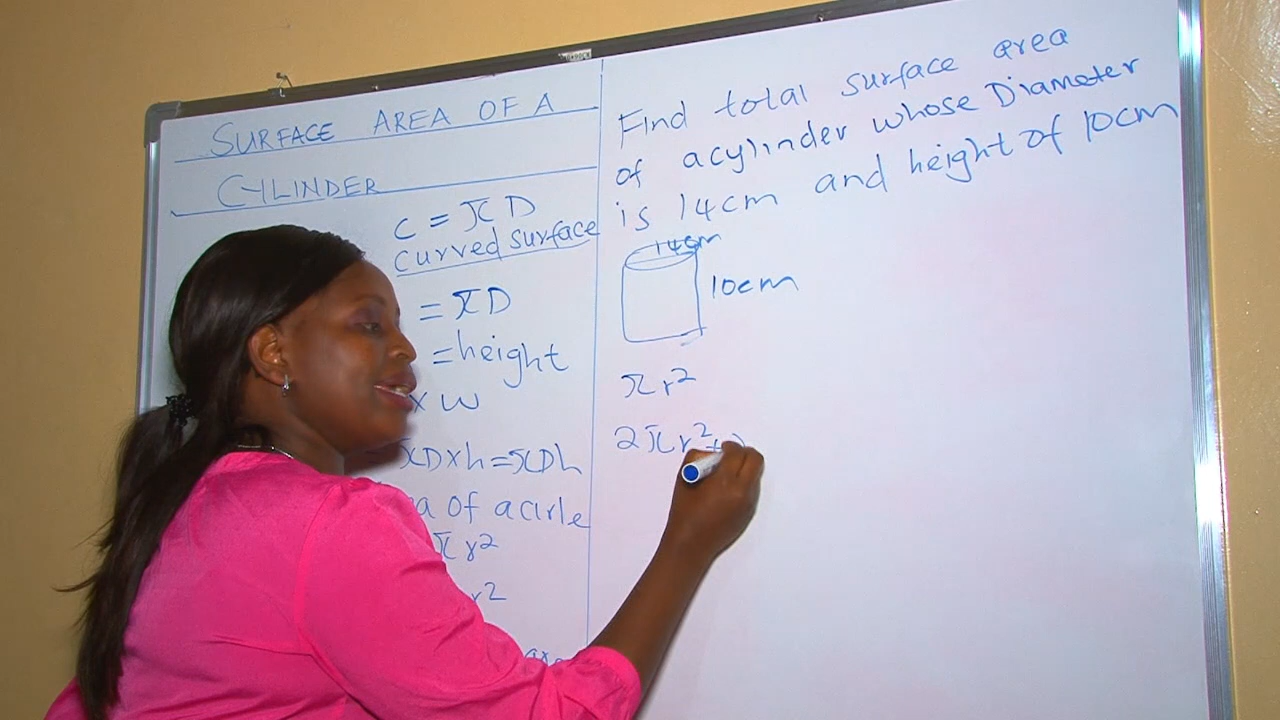 SURFACE AREA OF A
CYLINDER
C = πD
curved surface
= πD
= height
× w
πD×h=πDh
of acirle
πr²
r²
Find total surface area
of acylinder whose Diameter
is 14cm and height of 10cm
14cm
10cm
πr²
2πr²+